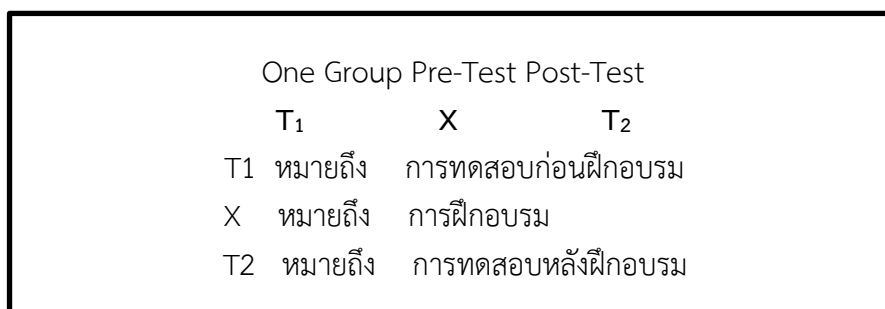 One Group Pre-Test Post-Test
T₁ X T₂
T1 หมายถึง การทดสอบก่อนฝึกอบรม
X หมายถึง การฝึกอบรม
T2 หมายถึง การทดสอบหลังฝึกอบรม